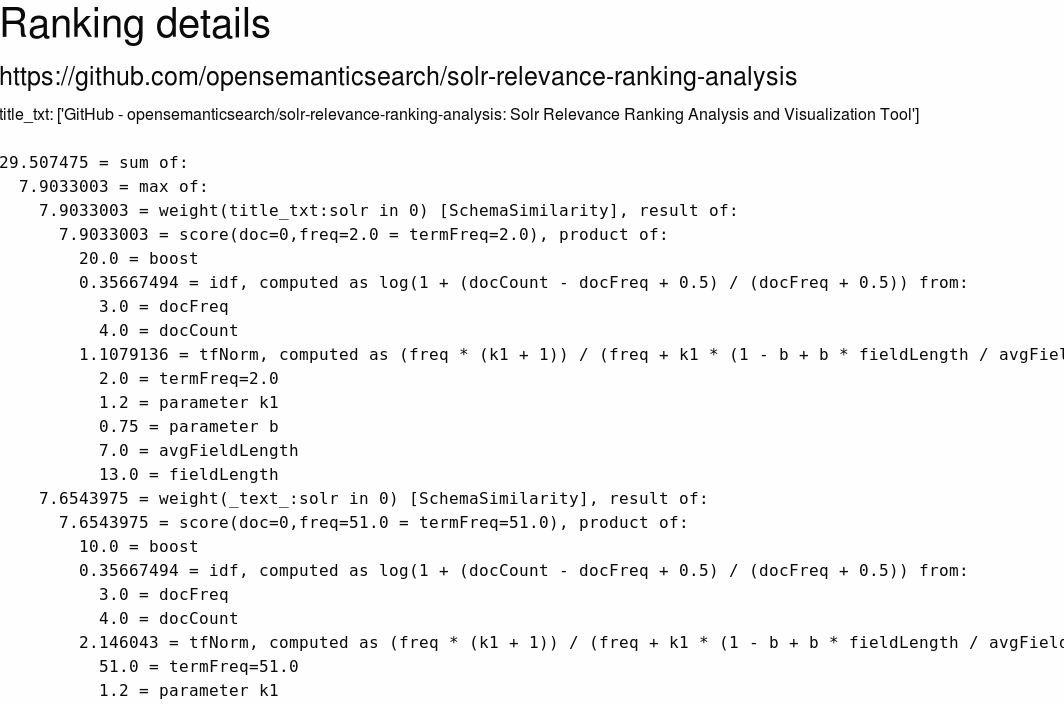 Ranking details
https://github.com/opensemanticsearch/solr-relevance-ranking-analysis
title_txt: ['GitHub - opensemanticsearch/solr-relevance-ranking-analysis: Solr Relevance Ranking Analysis and Visualization Tool']
29.507475 = sum of:
7.9033003 = max of:
7.9033003 = weight(title_txt:solr in 0) [SchemaSimilarity], result of:
7.9033003 = score(doc=0,freq=2.0 = termFreq=2.0), product of:
20.0 = boost
0.35667494 = idf, computed as log(1 + (docCount - docFreq + 0.5) / (docFreq + 0.5)) from:
3.0 = docFreq
4.0 = docCount
1.1079136 = tfNorm, computed as (freq * (k1 + 1)) / (freq + k1 * (1 - b + b * fieldLength / avgFiel
2.0 = termFreq=2.0
1.2 = parameter k1
0.75 = parameter b
7.0 = avgFieldLength
13.0 = fieldLength
7.6543975 = weight(_text_:solr in 0) [SchemaSimilarity], result of:
7.6543975 = score(doc=0,freq=51.0 = termFreq=51.0), product of:
10.0 = boost
0.35667494 = idf, computed as log(1 + (docCount - docFreq + 0.5) / (docFreq + 0.5)) from:
3.0 = docFreq
4.0 = docCount
2.146043 = tfNorm, computed as (freq * (k1 + 1)) / (freq + k1 * (1 - b + b * fieldLength / avgField
51.0 = termFreq=51.0
1.2 = parameter k1